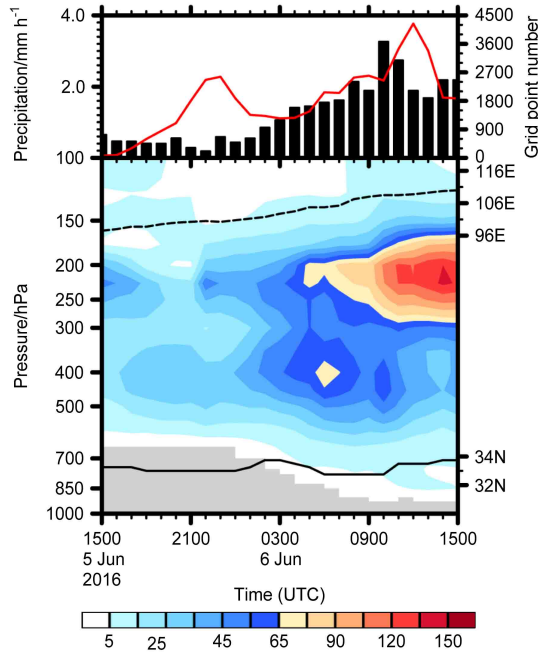 4.0
2.0
100
Precipitation/mm h⁻¹
4500
3600
2700
1800
900
0
Grid point number
150
200
250
300
400
500
700
850
1000
Pressure/hPa
116E
106E
96E
34N
32N
1500 2100 0300 0900 1500
5 Jun 6 Jun
2016
Time (UTC)
5 25 45 65 90 120 150